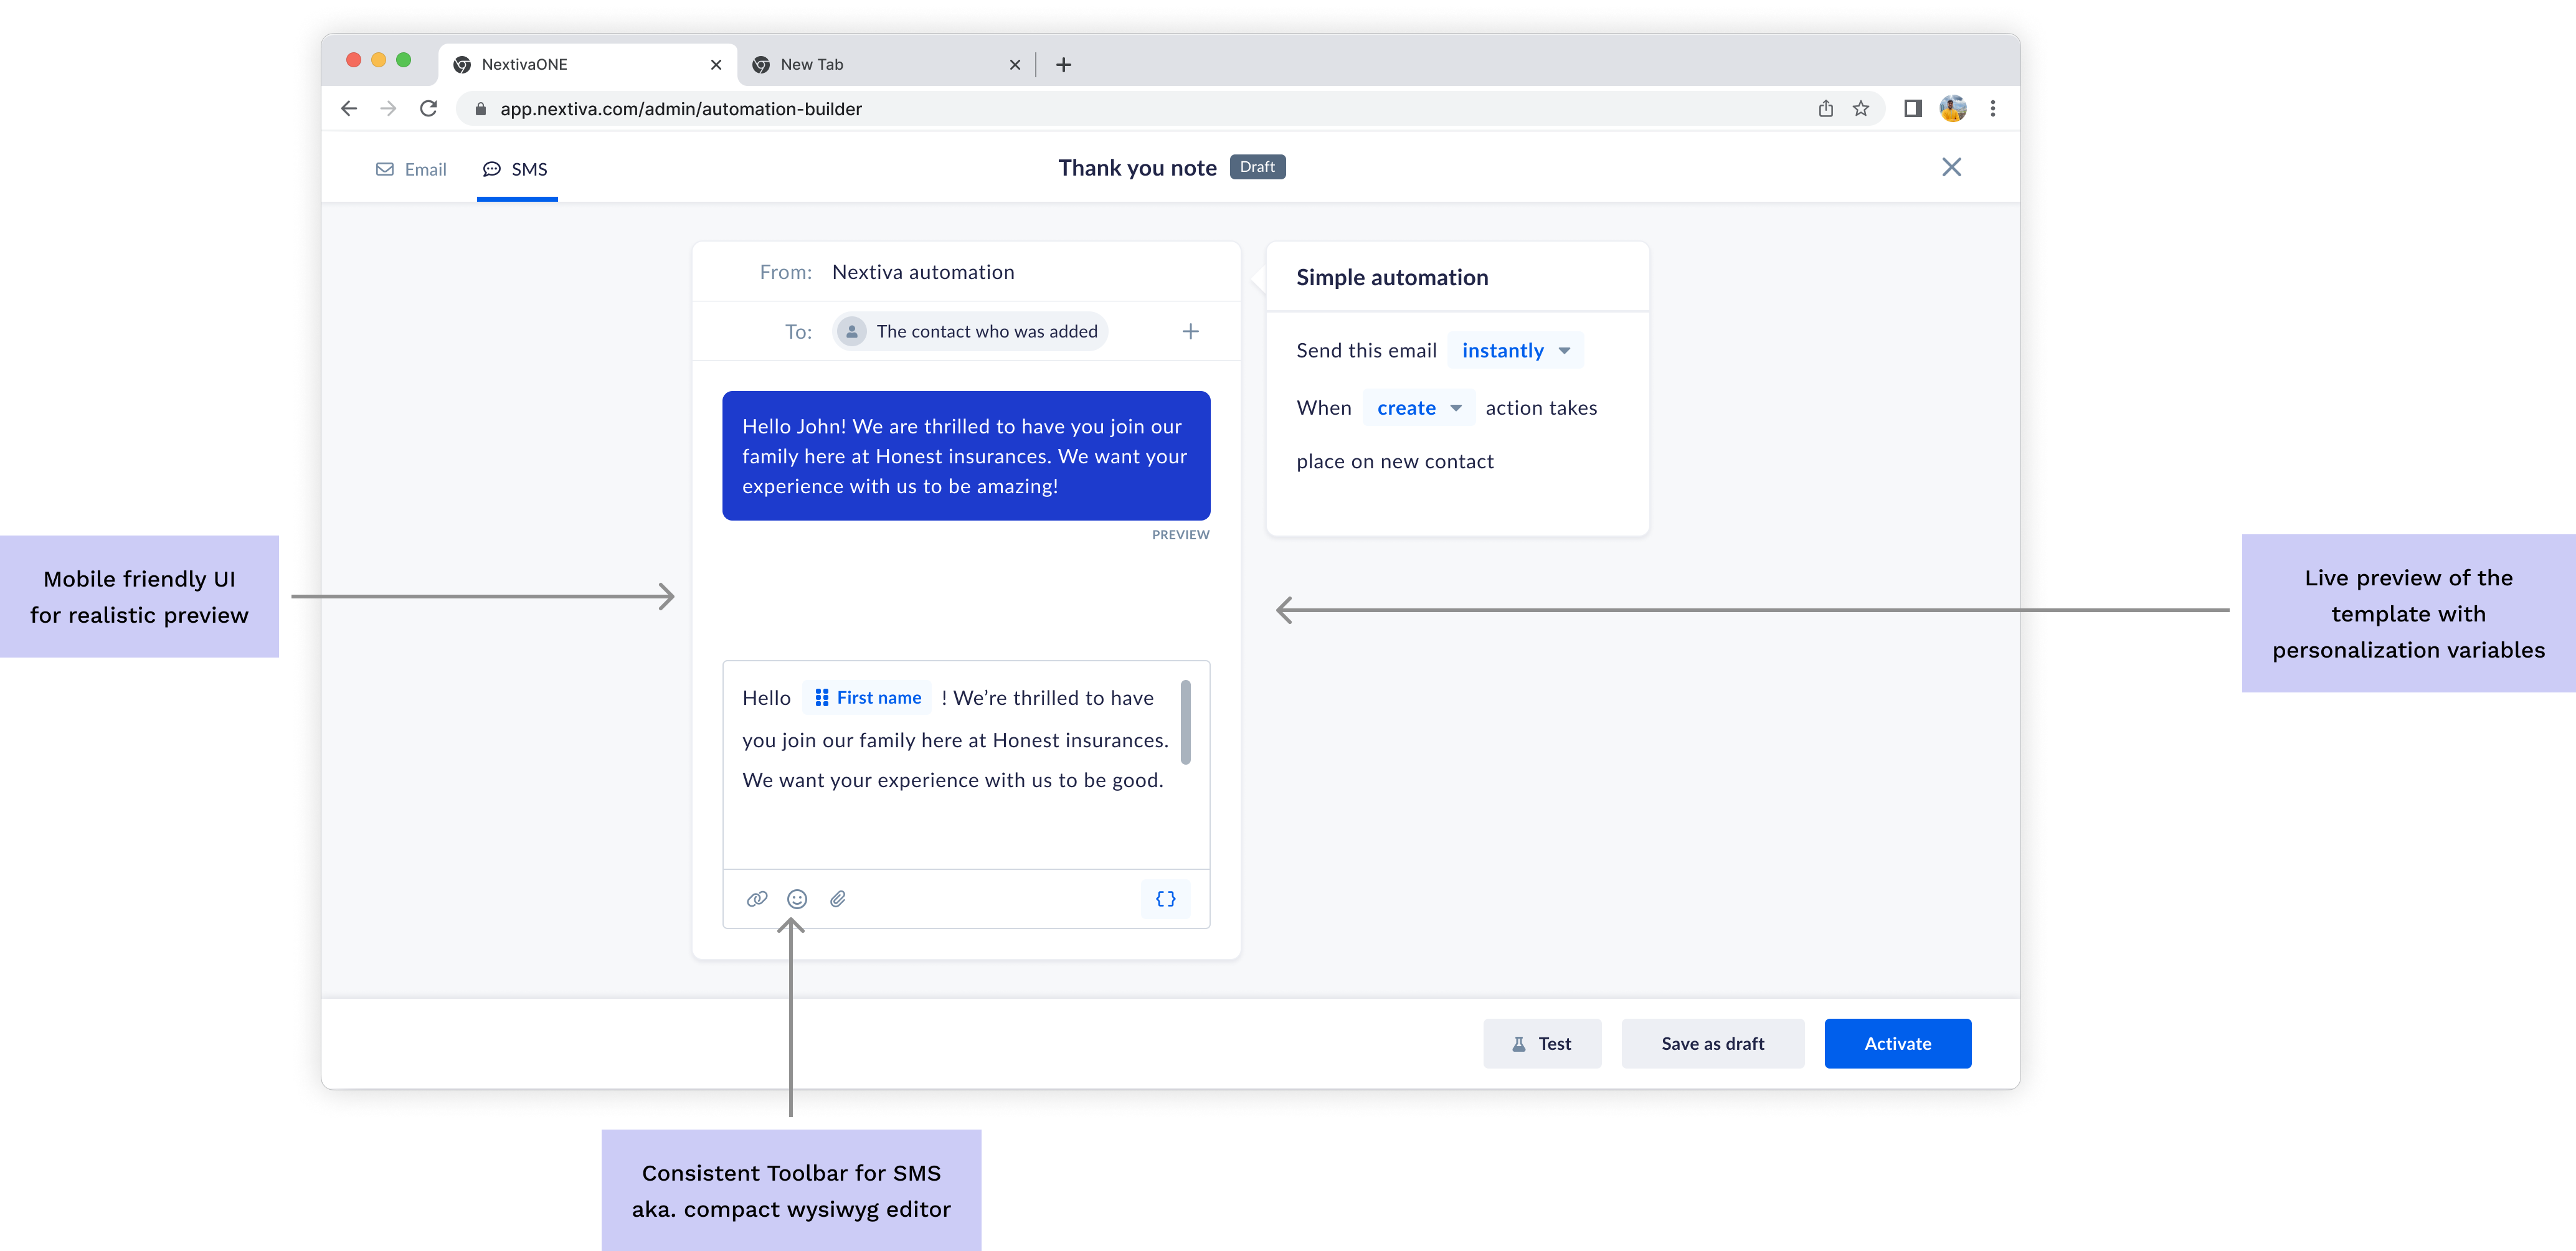 NextivaONE
New Tab
app.nextiva.com/admin/automation-builder
Email
SMS
Thank you note
Draft
From: Nextiva automation
To: The contact who was added
Hello John! We are thrilled to have you join our
family here at Honest insurances. We want your
experience with us to be amazing!
PREVIEW
Hello First name ! We’re thrilled to have
you join our family here at Honest insurances.
We want your experience with us to be good.
{}
Simple automation
Send this email instantly
When create action takes
place on new contact
Mobile friendly UI
for realistic preview
Live preview of the
template with
personalization variables
Test
Save as draft
Activate
Consistent Toolbar for SMS
aka. compact wysiwyg editor